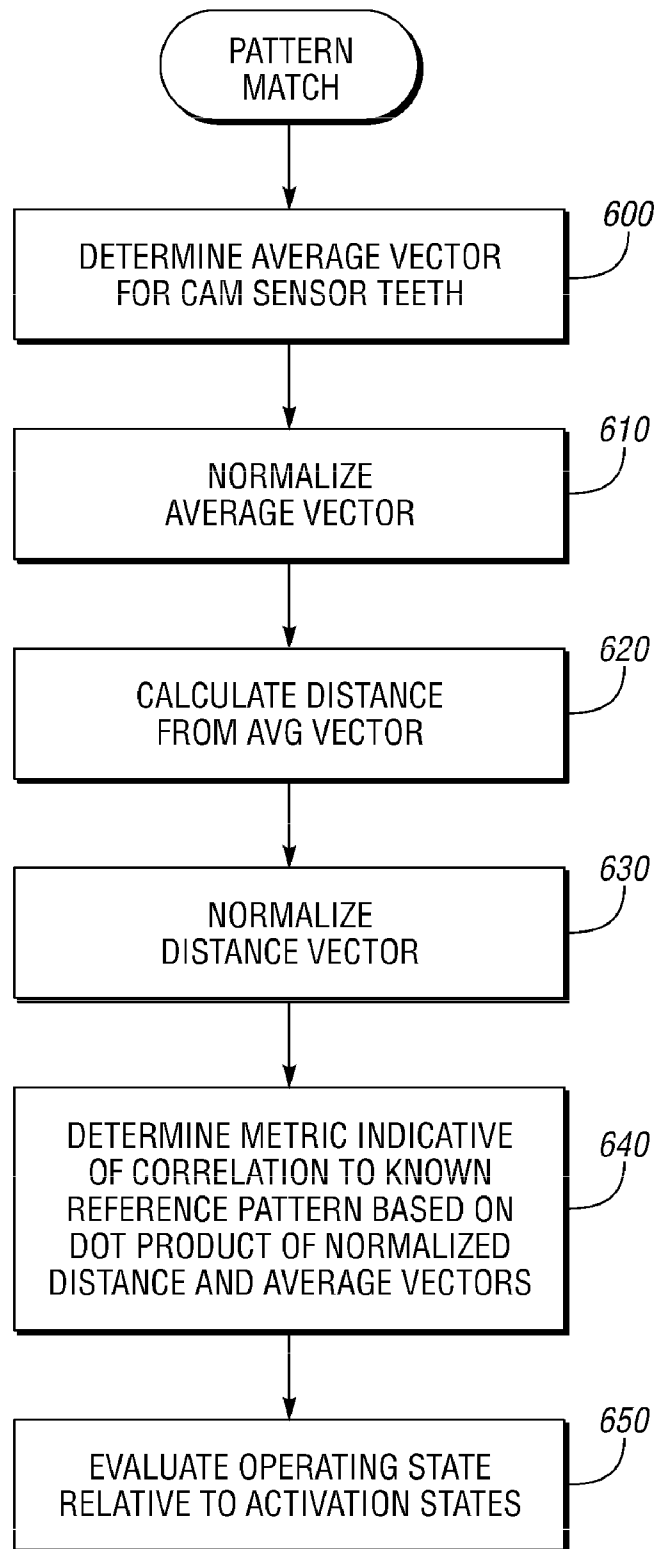 PATTERN
MATCH
600
DETERMINE AVERAGE VECTOR
FOR CAM SENSOR TEETH
610
NORMALIZE
AVERAGE VECTOR
620
CALCULATE DISTANCE
FROM AVG VECTOR
630
NORMALIZE
DISTANCE VECTOR
640
DETERMINE METRIC INDICATIVE
OF CORRELATION TO KNOWN
REFERENCE PATTERN BASED ON
DOT PRODUCT OF NORMALIZED
DISTANCE AND AVERAGE VECTORS
650
EVALUATE OPERATING STATE
RELATIVE TO ACTIVATION STATES